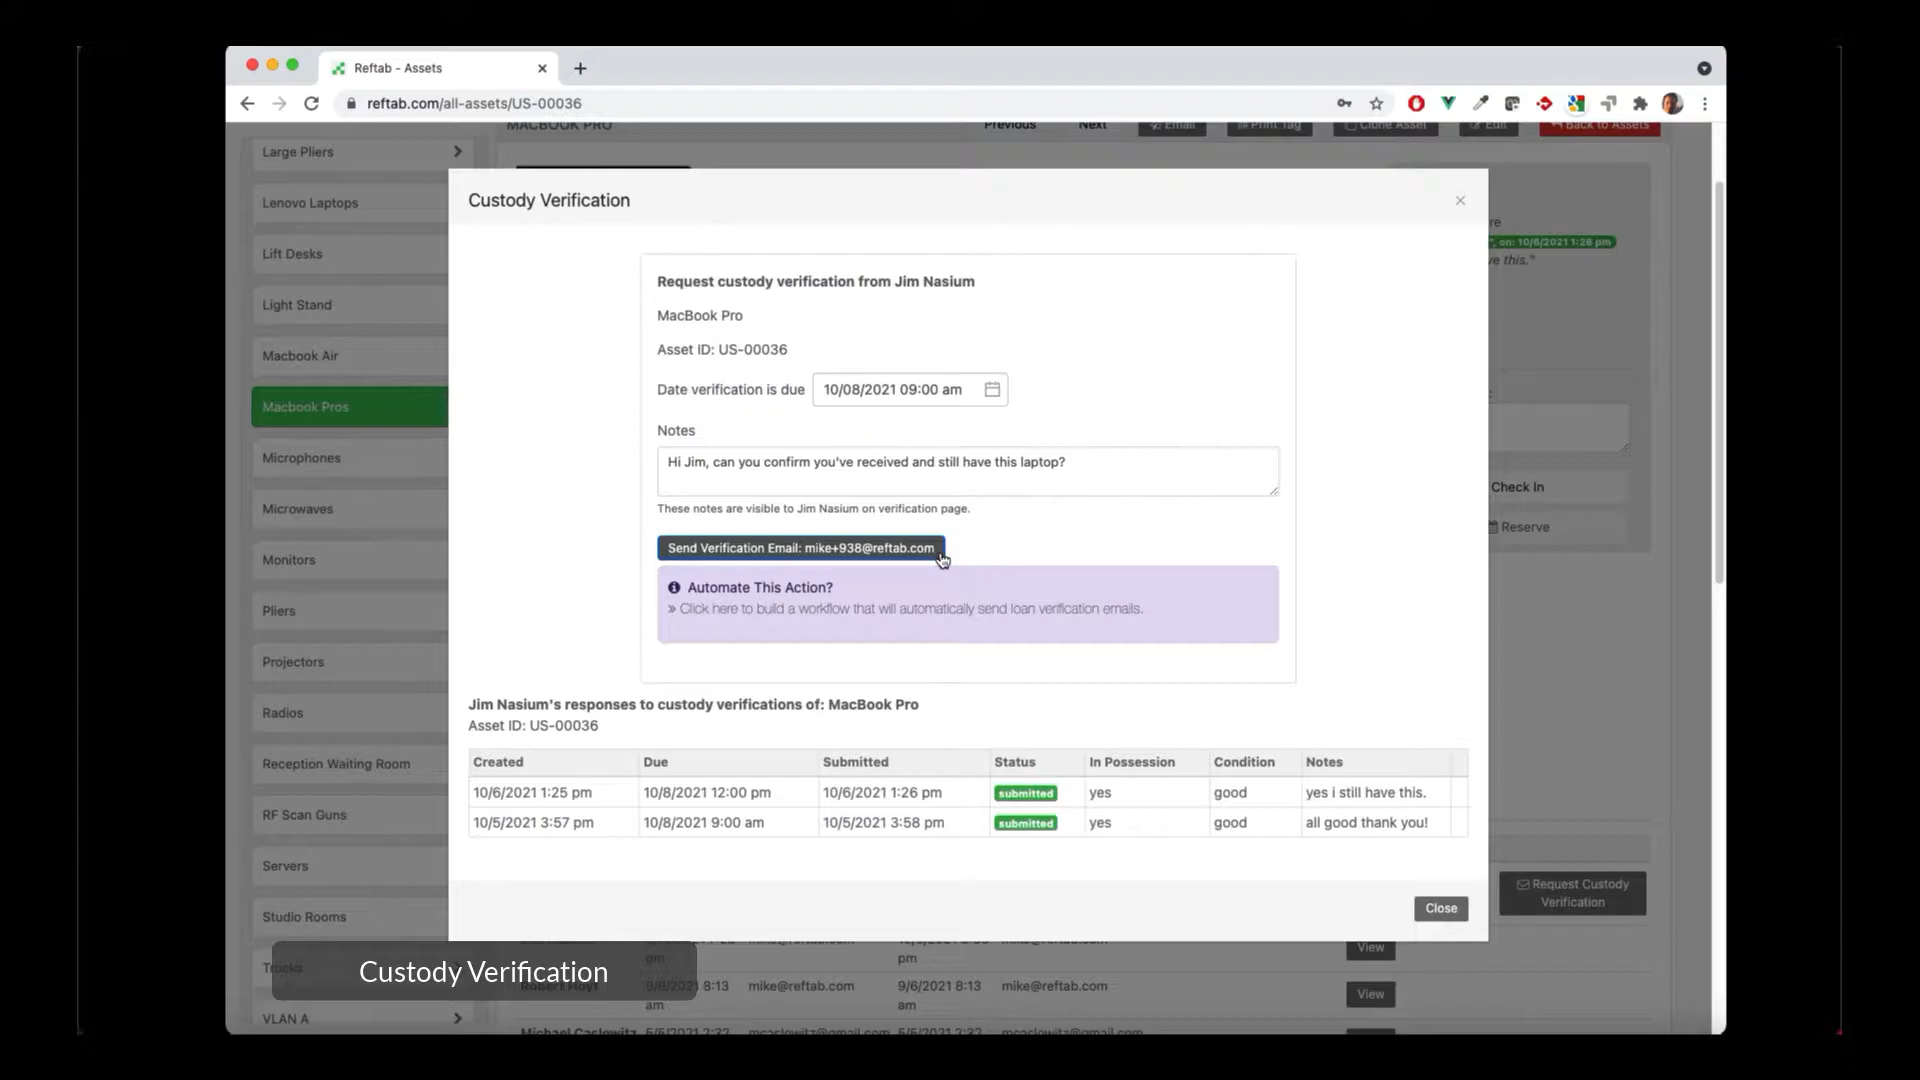 Reftab - Assets
reftab.com/all-assets/US-00036
MACBOOK PRO
Previous
Next
Email
Print Tag
Clone Asset
Edit
Back to Assets
Large Pliers
Lenovo Laptops
Lift Desks
Light Stand
Macbook Air
Macbook Pros
Microphones
Microwaves
Monitors
Pliers
Projectors
Radios
Reception Waiting Room
RF Scan Guns
Servers
Studio Rooms
Trucks
VLAN A
Custody Verification
×
Request custody verification from Jim Nasium
MacBook Pro
Asset ID: US-00036
Date verification is due 10/08/2021 09:00 am
Notes
Hi Jim, can you confirm you've received and still have this laptop?
These notes are visible to Jim Nasium on verification page.
Send Verification Email: mike+938@reftab.com
Automate This Action?
» Click here to build a workflow that will automatically send loan verification emails.
Jim Nasium's responses to custody verifications of: MacBook Pro
Asset ID: US-00036
Created Due Submitted Status In Possession Condition Notes
10/6/2021 1:25 pm 10/8/2021 12:00 pm 10/6/2021 1:26 pm submitted yes good yes i still have this.
10/5/2021 3:57 pm 10/8/2021 9:00 am 10/5/2021 3:58 pm submitted yes good all good thank you!
Close
, on: 10/6/2021 1:26 pm
this."
Check In
Reserve
Request Custody
Verification
pm
pm
View
8:13 mike@reftab.com 9/6/2021 8:13 mike@reftab.com
am am
View
Michael Caslowitz 5/5/2021 2:32 mcaslowitz@gmail.com 5/5/2021 2:32 mcaslowitz@gmail.com
Custody Verification